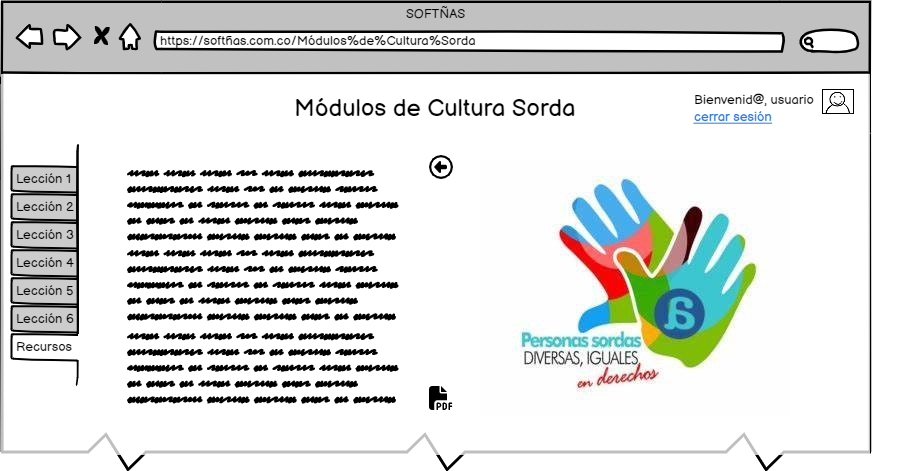 SOFTÑAS
https://softñas.com.co/Módulos%de%Cultura%Sorda
Bienvenid@, usuario
cerrar sesión
Módulos de Cultura Sorda
Lección 1
Lección 2
Lección 3
Lección 4
Lección 5
Lección 6
Recursos
Personas sordas
DIVERSAS, IGUALES,
en derechos
PDF